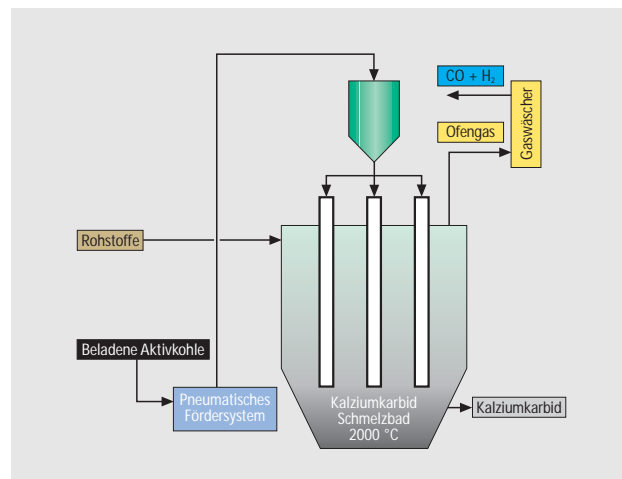 CO + H₂
Ofengas
Gaswäscher
Rohstoffe
Beladene Aktivkohle
Pneumatisches
Fördersystem
Kalziumkarbid
Schmelzbad
2000 °C
Kalziumkarbid